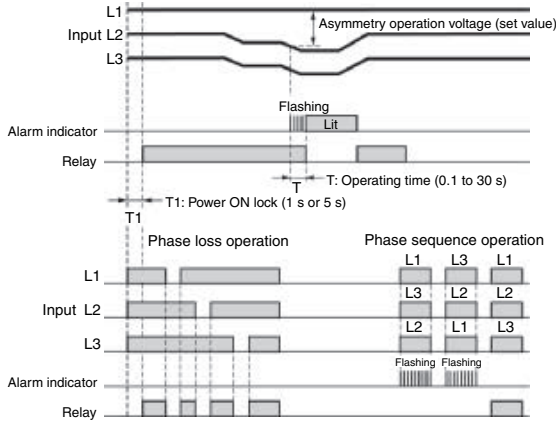 L1
Asymmetry operation voltage (set value)
Input L2
L3
Flashing
Lit
Alarm indicator
Relay
T
T: Operating time (0.1 to 30 s)
T1: Power ON lock (1 s or 5 s)
T1
Phase loss operation
Phase sequence operation
L1 L3 L1
L1
L3 L2 L2
Input L2
L2 L1 L3
L3
Flashing Flashing
Alarm indicator
Relay